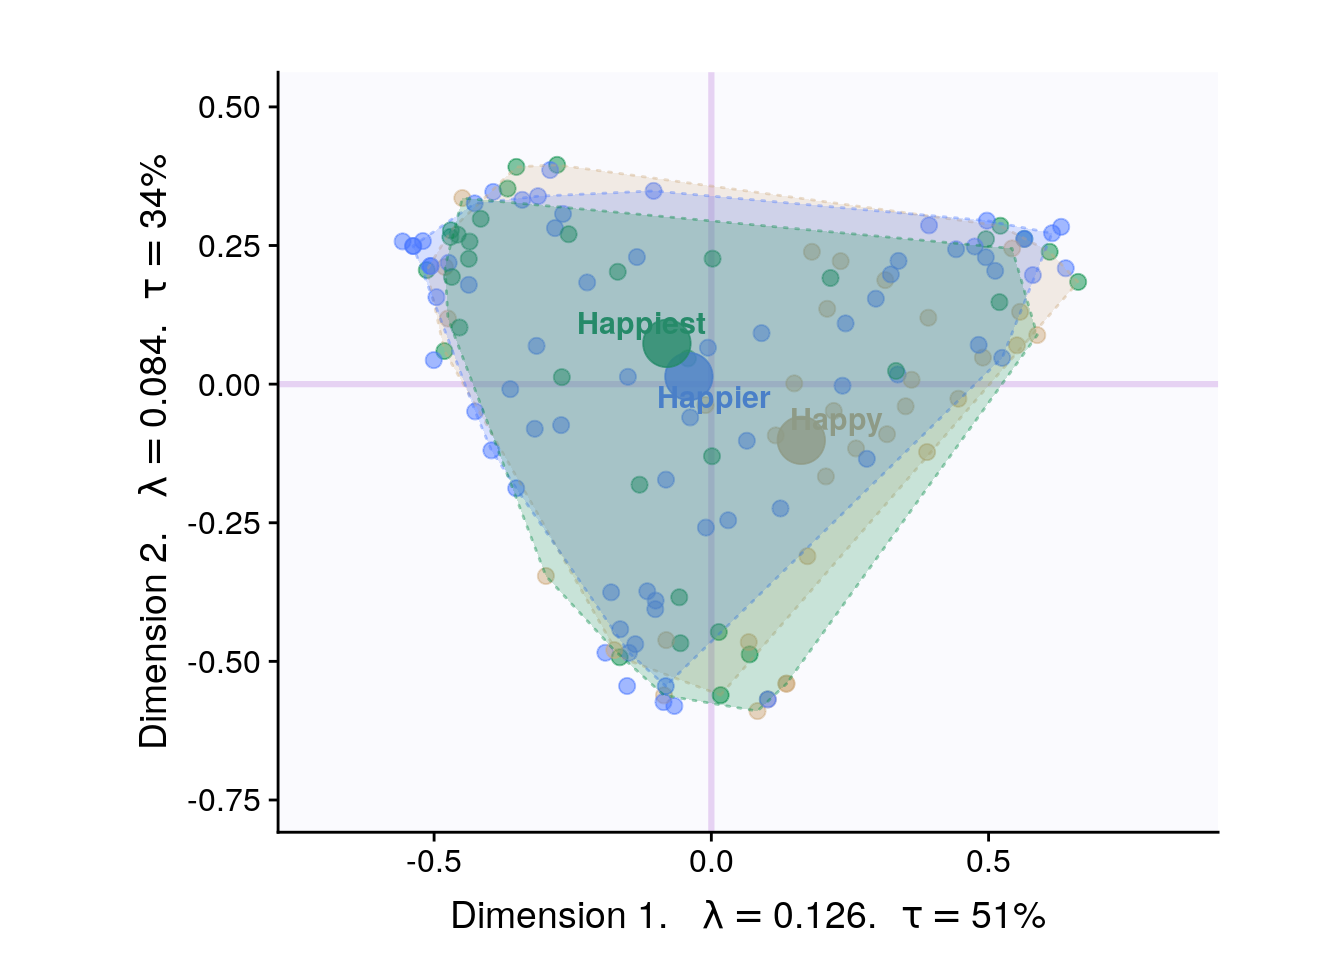 0.50
0.25
0.00
-0.25
-0.50
-0.75
Dimension 2.   λ = 0.084.   τ = 34%
Happiest
Happier
Happy
-0.5
0.0
0.5
Dimension 1.   λ = 0.126.   τ = 51%